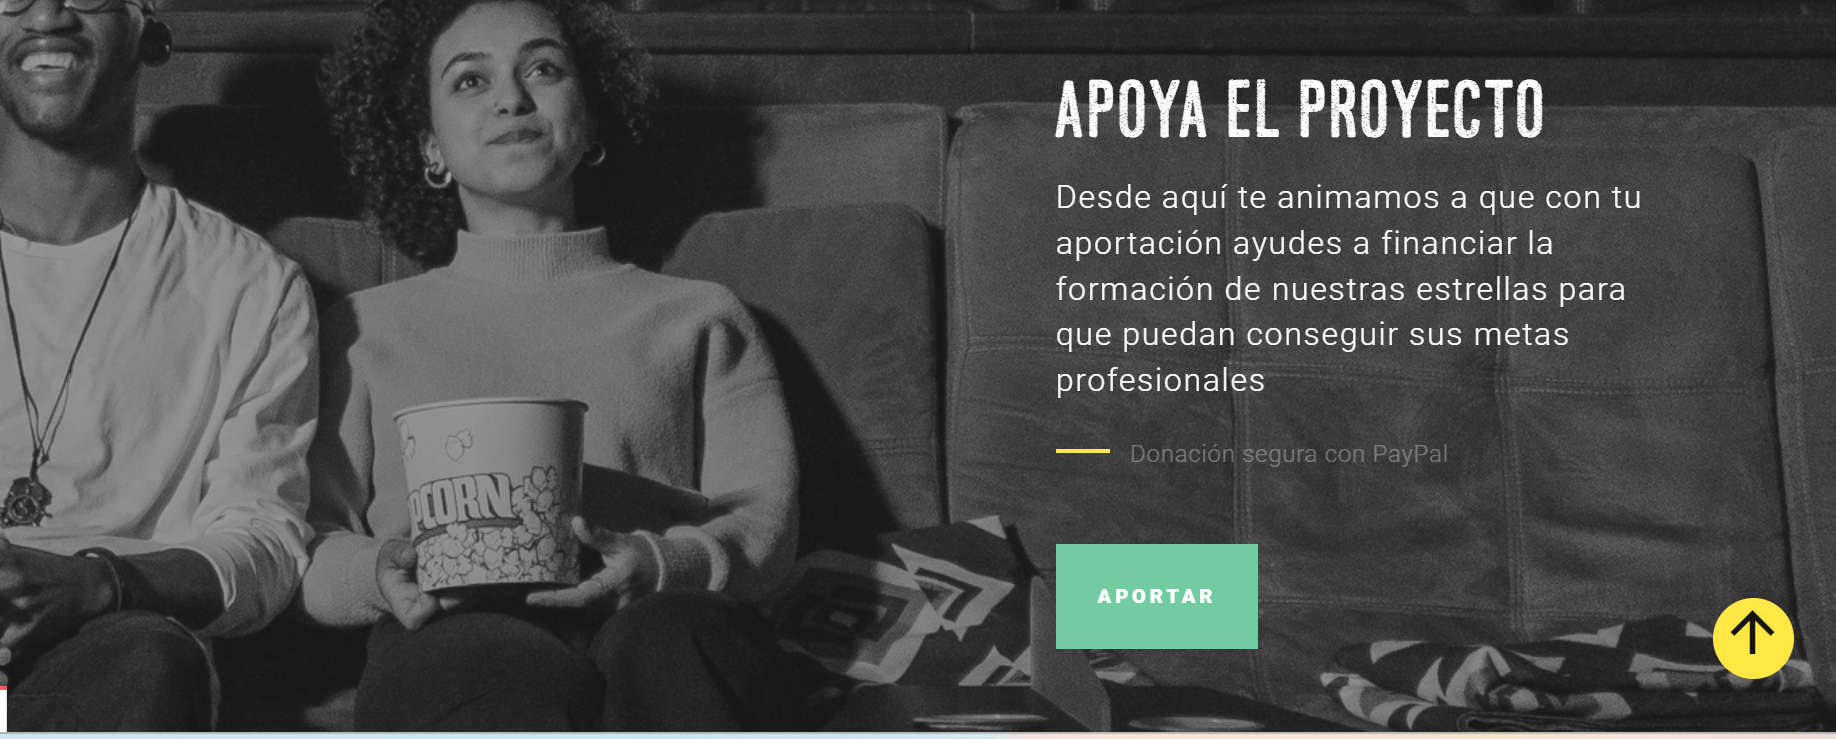 APOYA EL PROYECTO
Desde aquí te animamos a que con tu
aportación ayudes a financiar la
formación de nuestras estrellas para
que puedan conseguir sus metas
profesionales
Donación segura con PayPal
PCORN
APORTAR